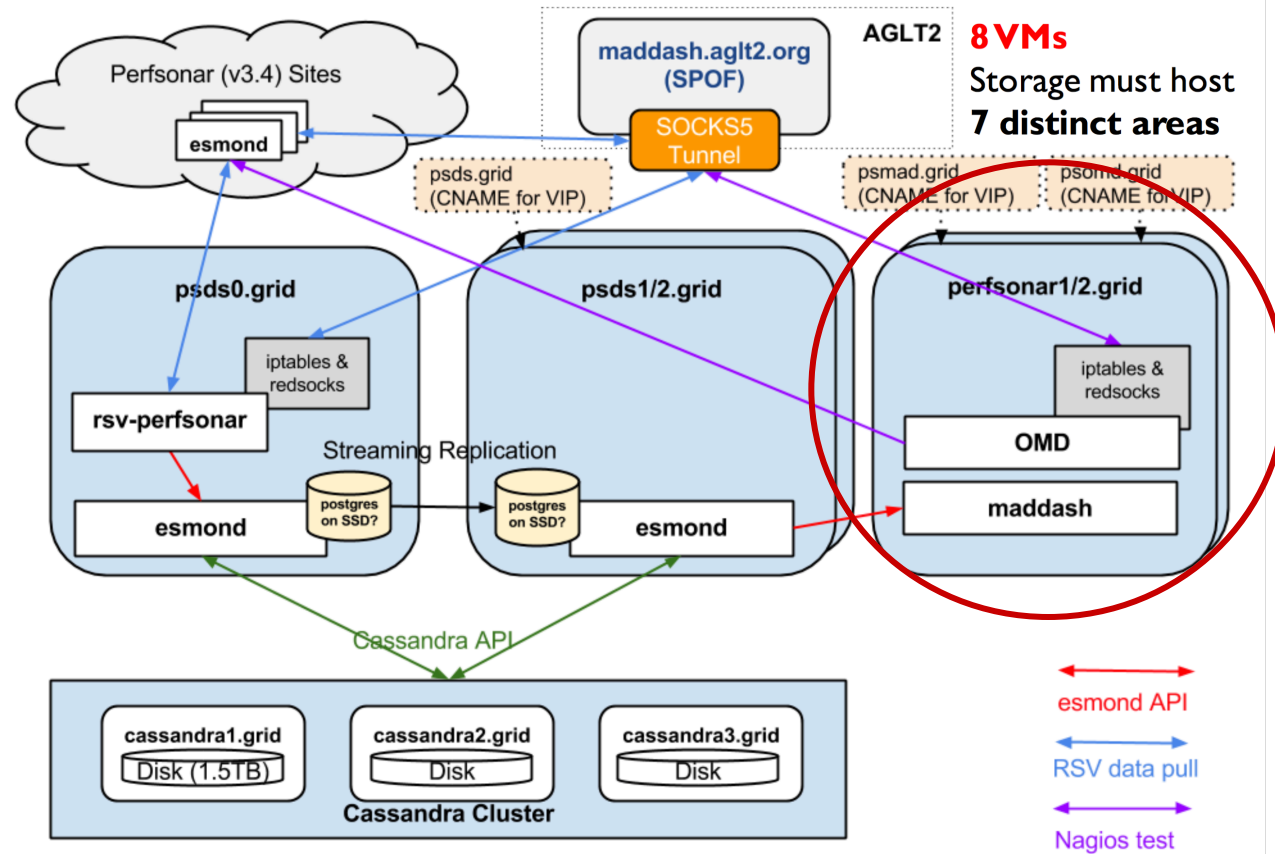 Perfsonar (v3.4) Sites
esmond
maddash.aglt2.org
(SPOF)
AGLT2
SOCKS5
Tunnel
8 VMs
Storage must host
7 distinct areas
psds.grid
(CNAME for VIP)
psmad.grid
(CNAME for VIP)
psomd.grid
(CNAME for VIP)
psds0.grid
iptables &
redsocks
rsv-perfsonar
esmond
postgres
on SSD?
Streaming Replication
psds1/2.grid
postgres
on SSD?
esmond
perfsonar1/2.grid
iptables &
redsocks
OMD
maddash
Cassandra API
cassandra1.grid
Disk (1.5TB)
cassandra2.grid
Disk
cassandra3.grid
Disk
Cassandra Cluster
esmond API
RSV data pull
Nagios test